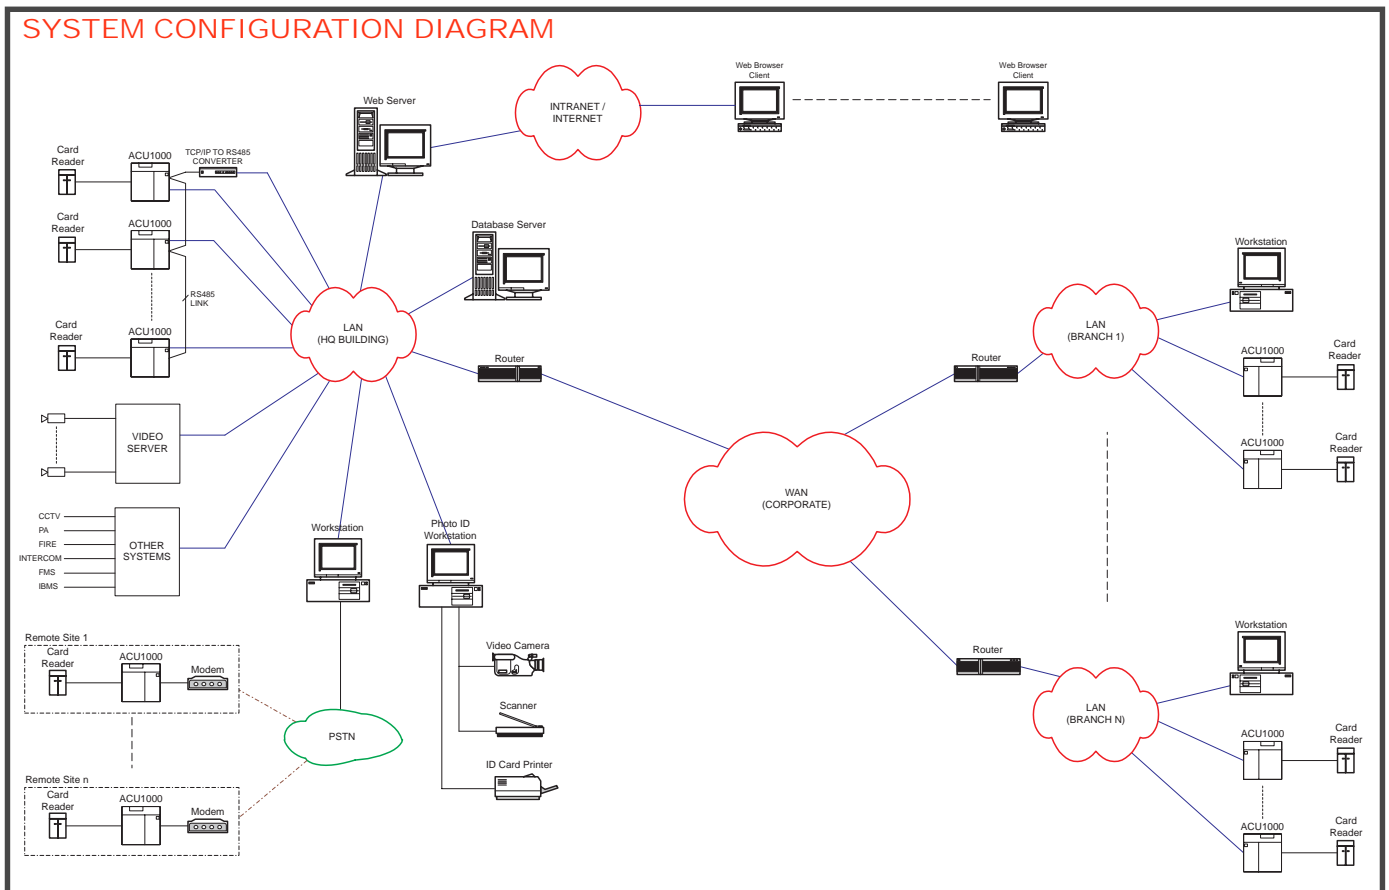 SYSTEM CONFIGURATION DIAGRAM
Web Browser
Client
Web Browser
Client
INTRANET /
INTERNET
Web Server
TCP/IP TO RS485
CONVERTER
Card
Reader
ACU1000
Card
Reader
ACU1000
RS485
LINK
Card
Reader
ACU1000
Database Server
LAN
(HQ BUILDING)
Router
Workstation
LAN
(BRANCH 1)
Router
ACU1000
Card
Reader
ACU1000
Card
Reader
VIDEO
SERVER
WAN
(CORPORATE)
CCTV
PA
FIRE
INTERCOM
FMS
IBMS
OTHER
SYSTEMS
Workstation
Photo ID
Workstation
Remote Site 1
Card
Reader
ACU1000
Modem
Video Camera
Scanner
ID Card Printer
PSTN
Remote Site n
Card
Reader
ACU1000
Modem
Router
Workstation
LAN
(BRANCH N)
ACU1000
Card
Reader
ACU1000
Card
Reader